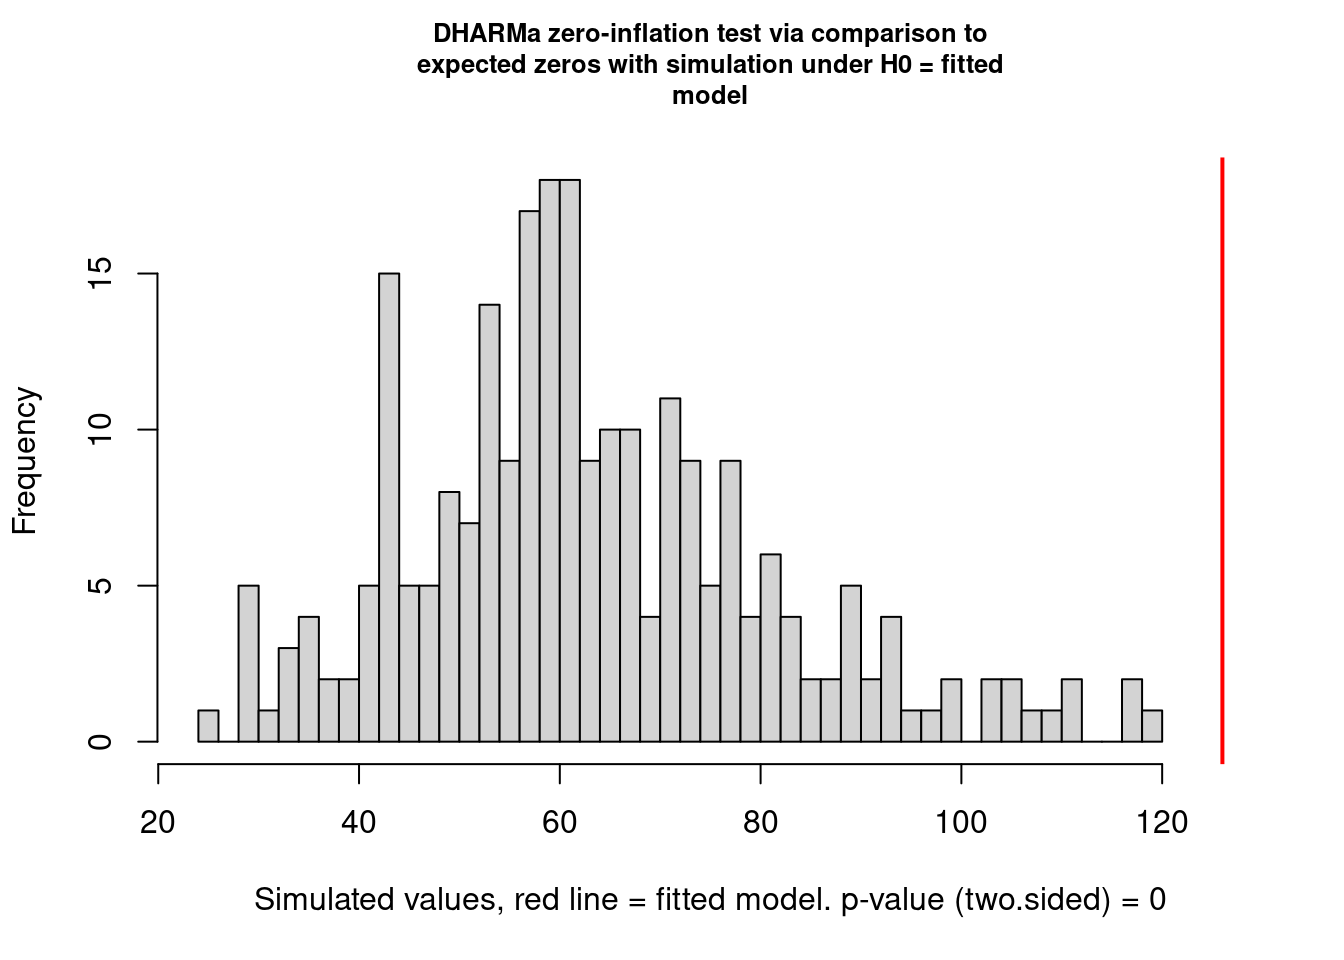 DHARMa zero-inflation test via comparison to
expected zeros with simulation under H0 = fitted
model
Frequency
15
10
5
0
20 40 60 80 100 120
Simulated values, red line = fitted model. p-value (two.sided) = 0